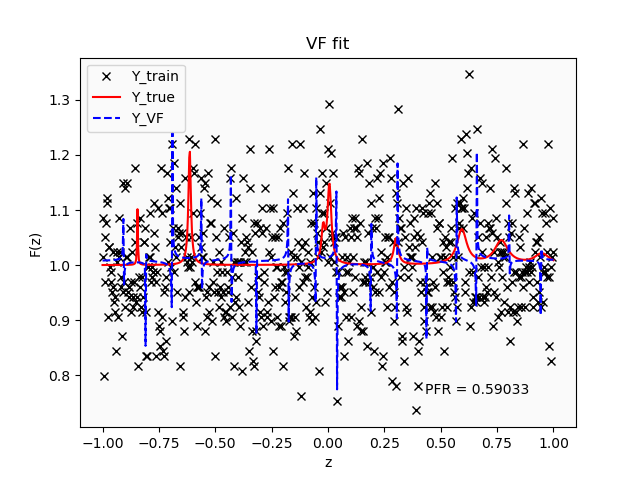 VF fit
Y_train
Y_true
Y_VF
F(z)
1.3
1.2
1.1
1.0
0.9
0.8
PFR = 0.59033
−1.00 −0.75 −0.50 −0.25 0.00 0.25 0.50 0.75 1.00
z